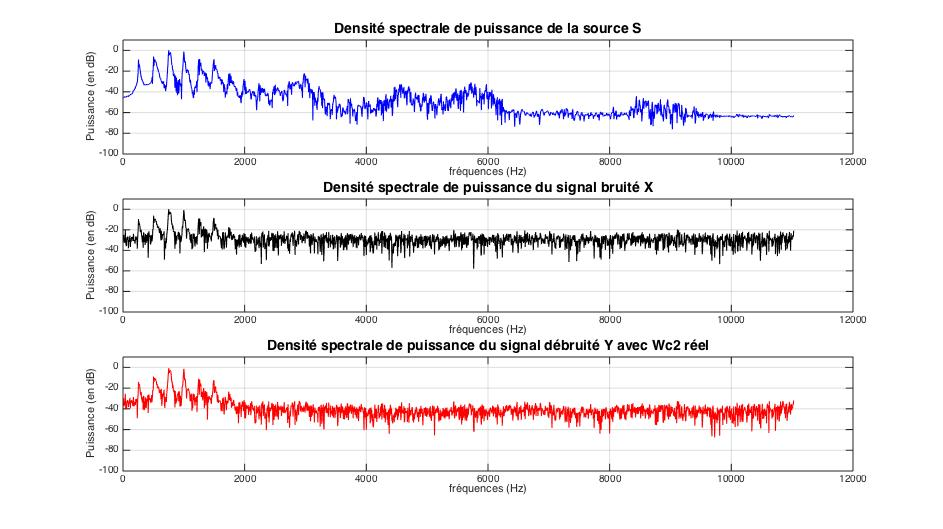 Densité spectrale de puissance de la source S
Puissance (en dB)
0
-20
-40
-60
-80
-100
0 2000 4000 6000 8000 10000 12000
fréquences (Hz)
Densité spectrale de puissance du signal bruité X
Puissance (en dB)
0
-20
-40
-60
-80
-100
0 2000 4000 6000 8000 10000 12000
fréquences (Hz)
Densité spectrale de puissance du signal débruité Y avec Wc2 réel
Puissance (en dB)
0
-20
-40
-60
-80
-100
0 2000 4000 6000 8000 10000 12000
fréquences (Hz)